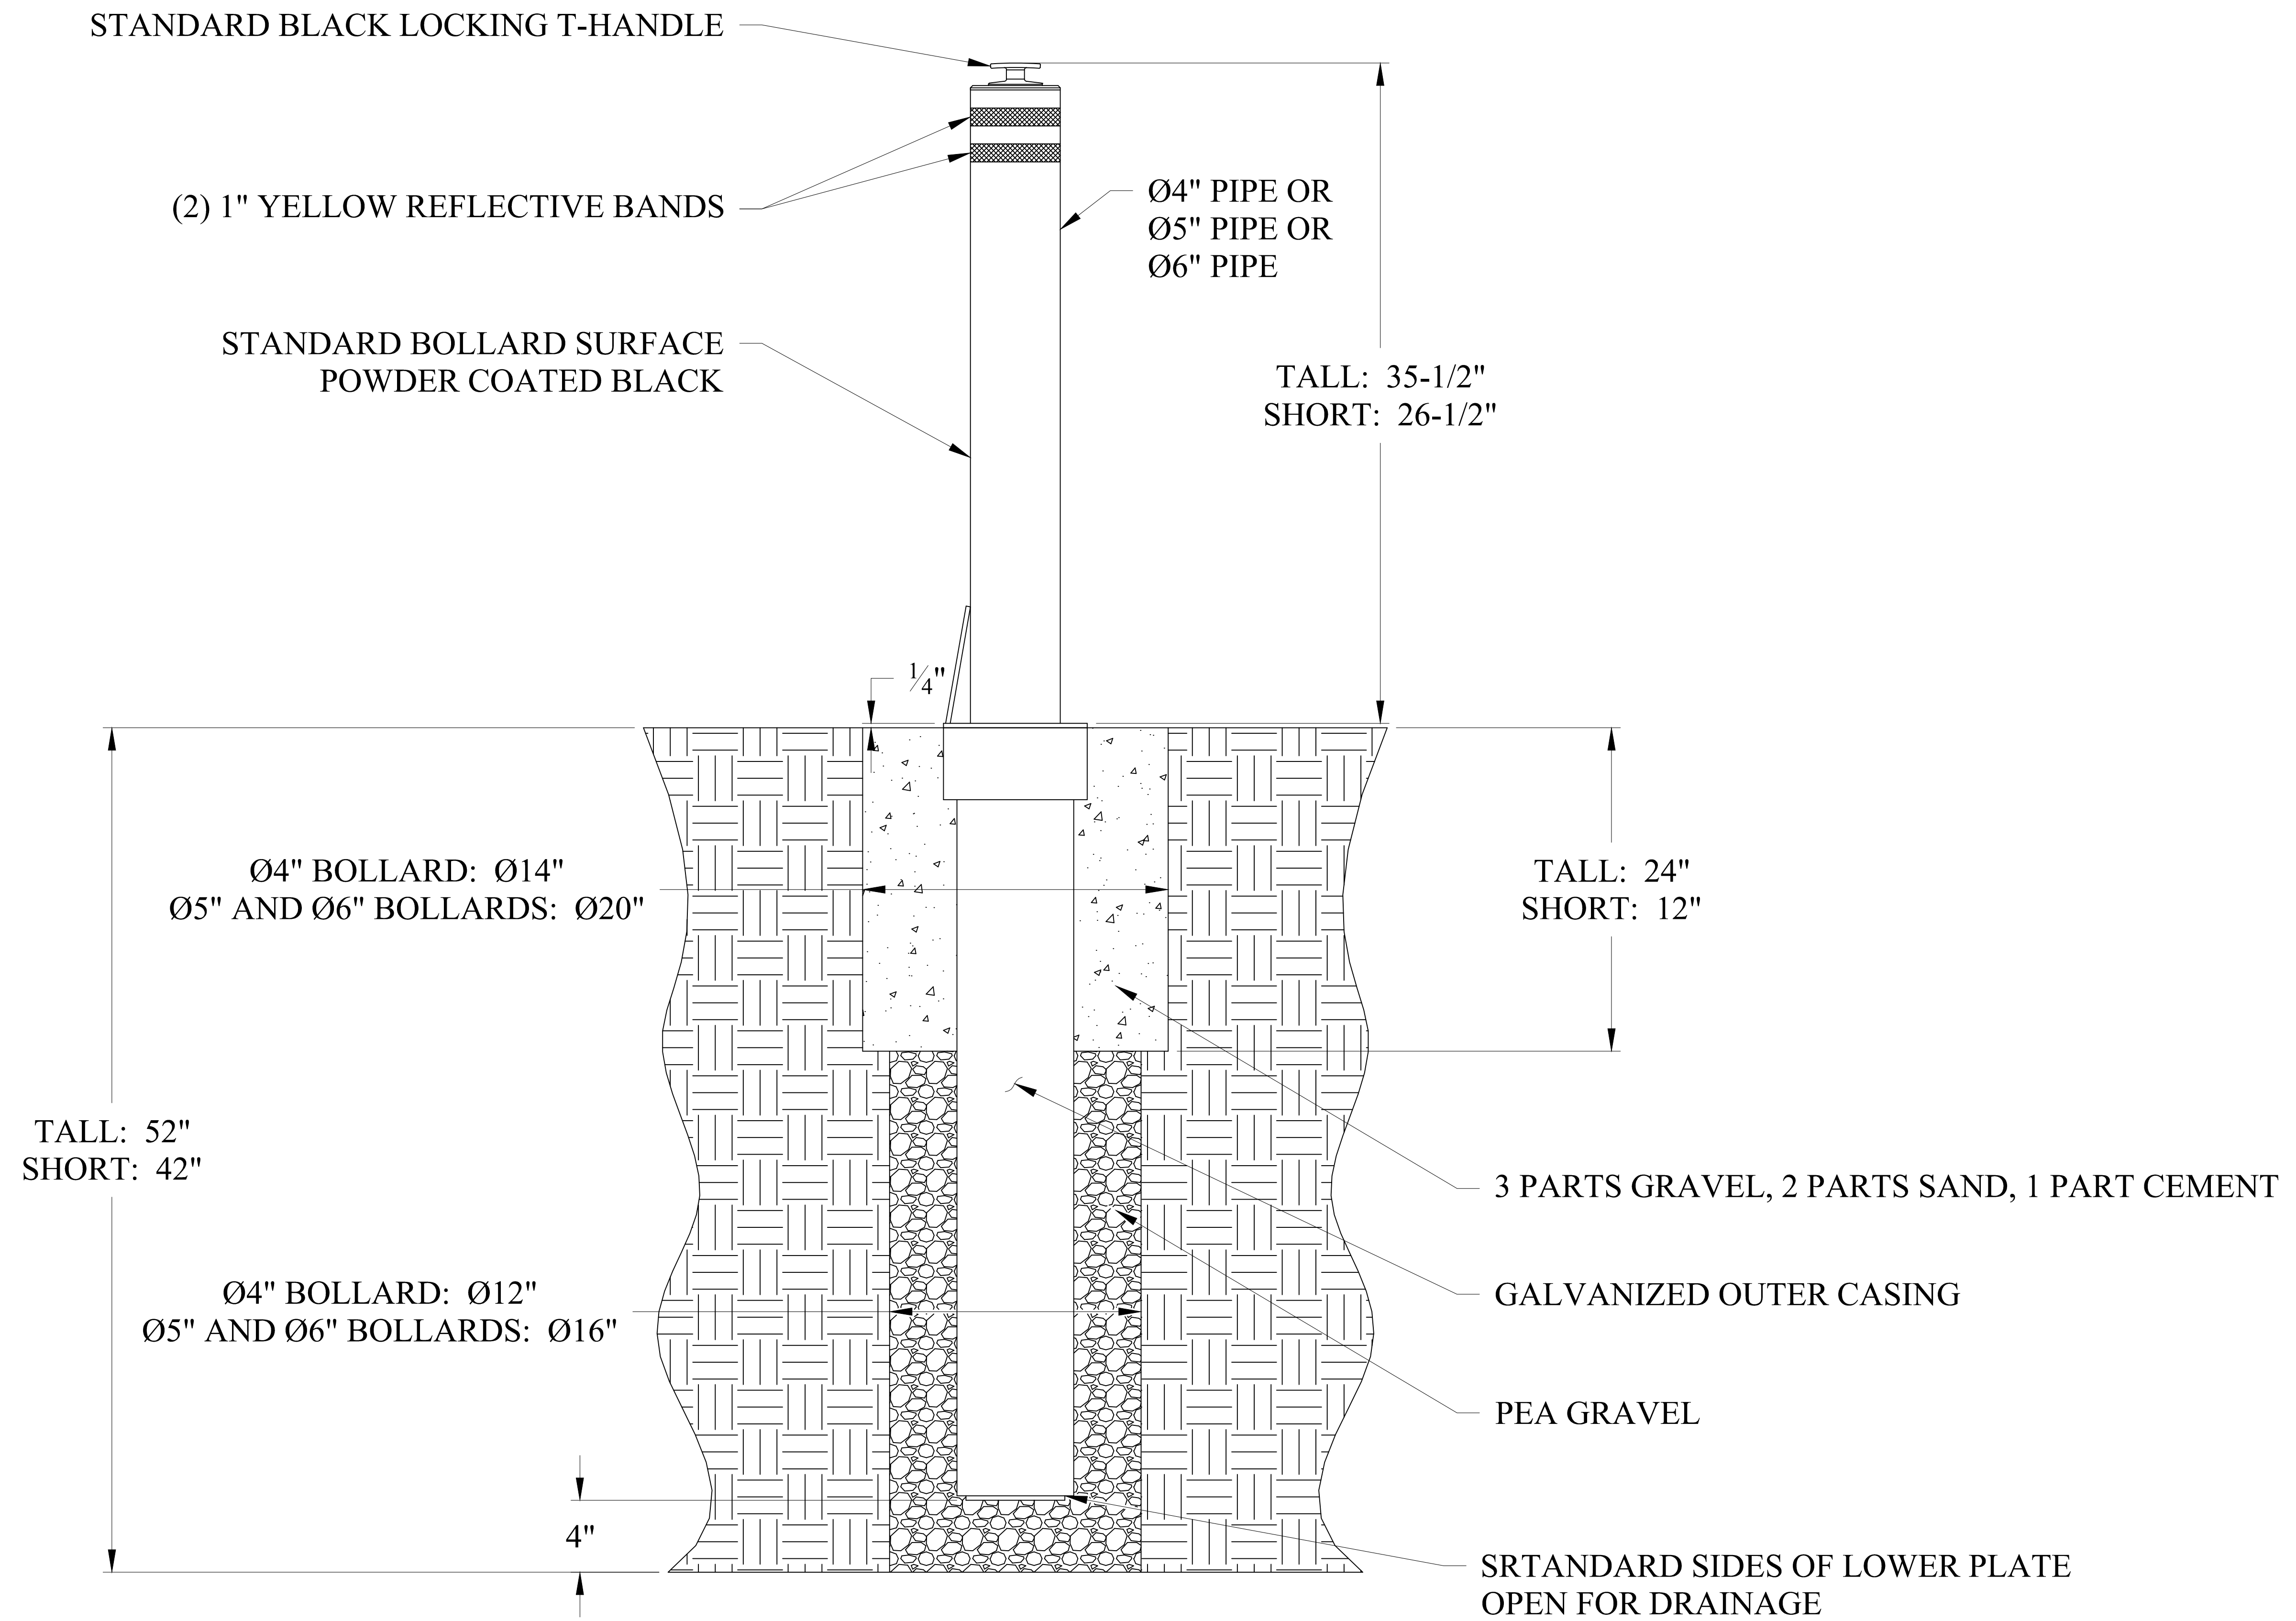 STANDARD BLACK LOCKING T-HANDLE
(2) 1" YELLOW REFLECTIVE BANDS
Ø4" PIPE OR
Ø5" PIPE OR
Ø6" PIPE
STANDARD BOLLARD SURFACE
POWDER COATED BLACK
TALL: 35-1/2"
SHORT: 26-1/2"
1/4"
Ø4" BOLLARD: Ø14"
Ø5" AND Ø6" BOLLARDS: Ø20"
TALL: 24"
SHORT: 12"
TALL: 52"
SHORT: 42"
3 PARTS GRAVEL, 2 PARTS SAND, 1 PART CEMENT
Ø4" BOLLARD: Ø12"
Ø5" AND Ø6" BOLLARDS: Ø16"
GALVANIZED OUTER CASING
PEA GRAVEL
4"
SRTANDARD SIDES OF LOWER PLATE
OPEN FOR DRAINAGE